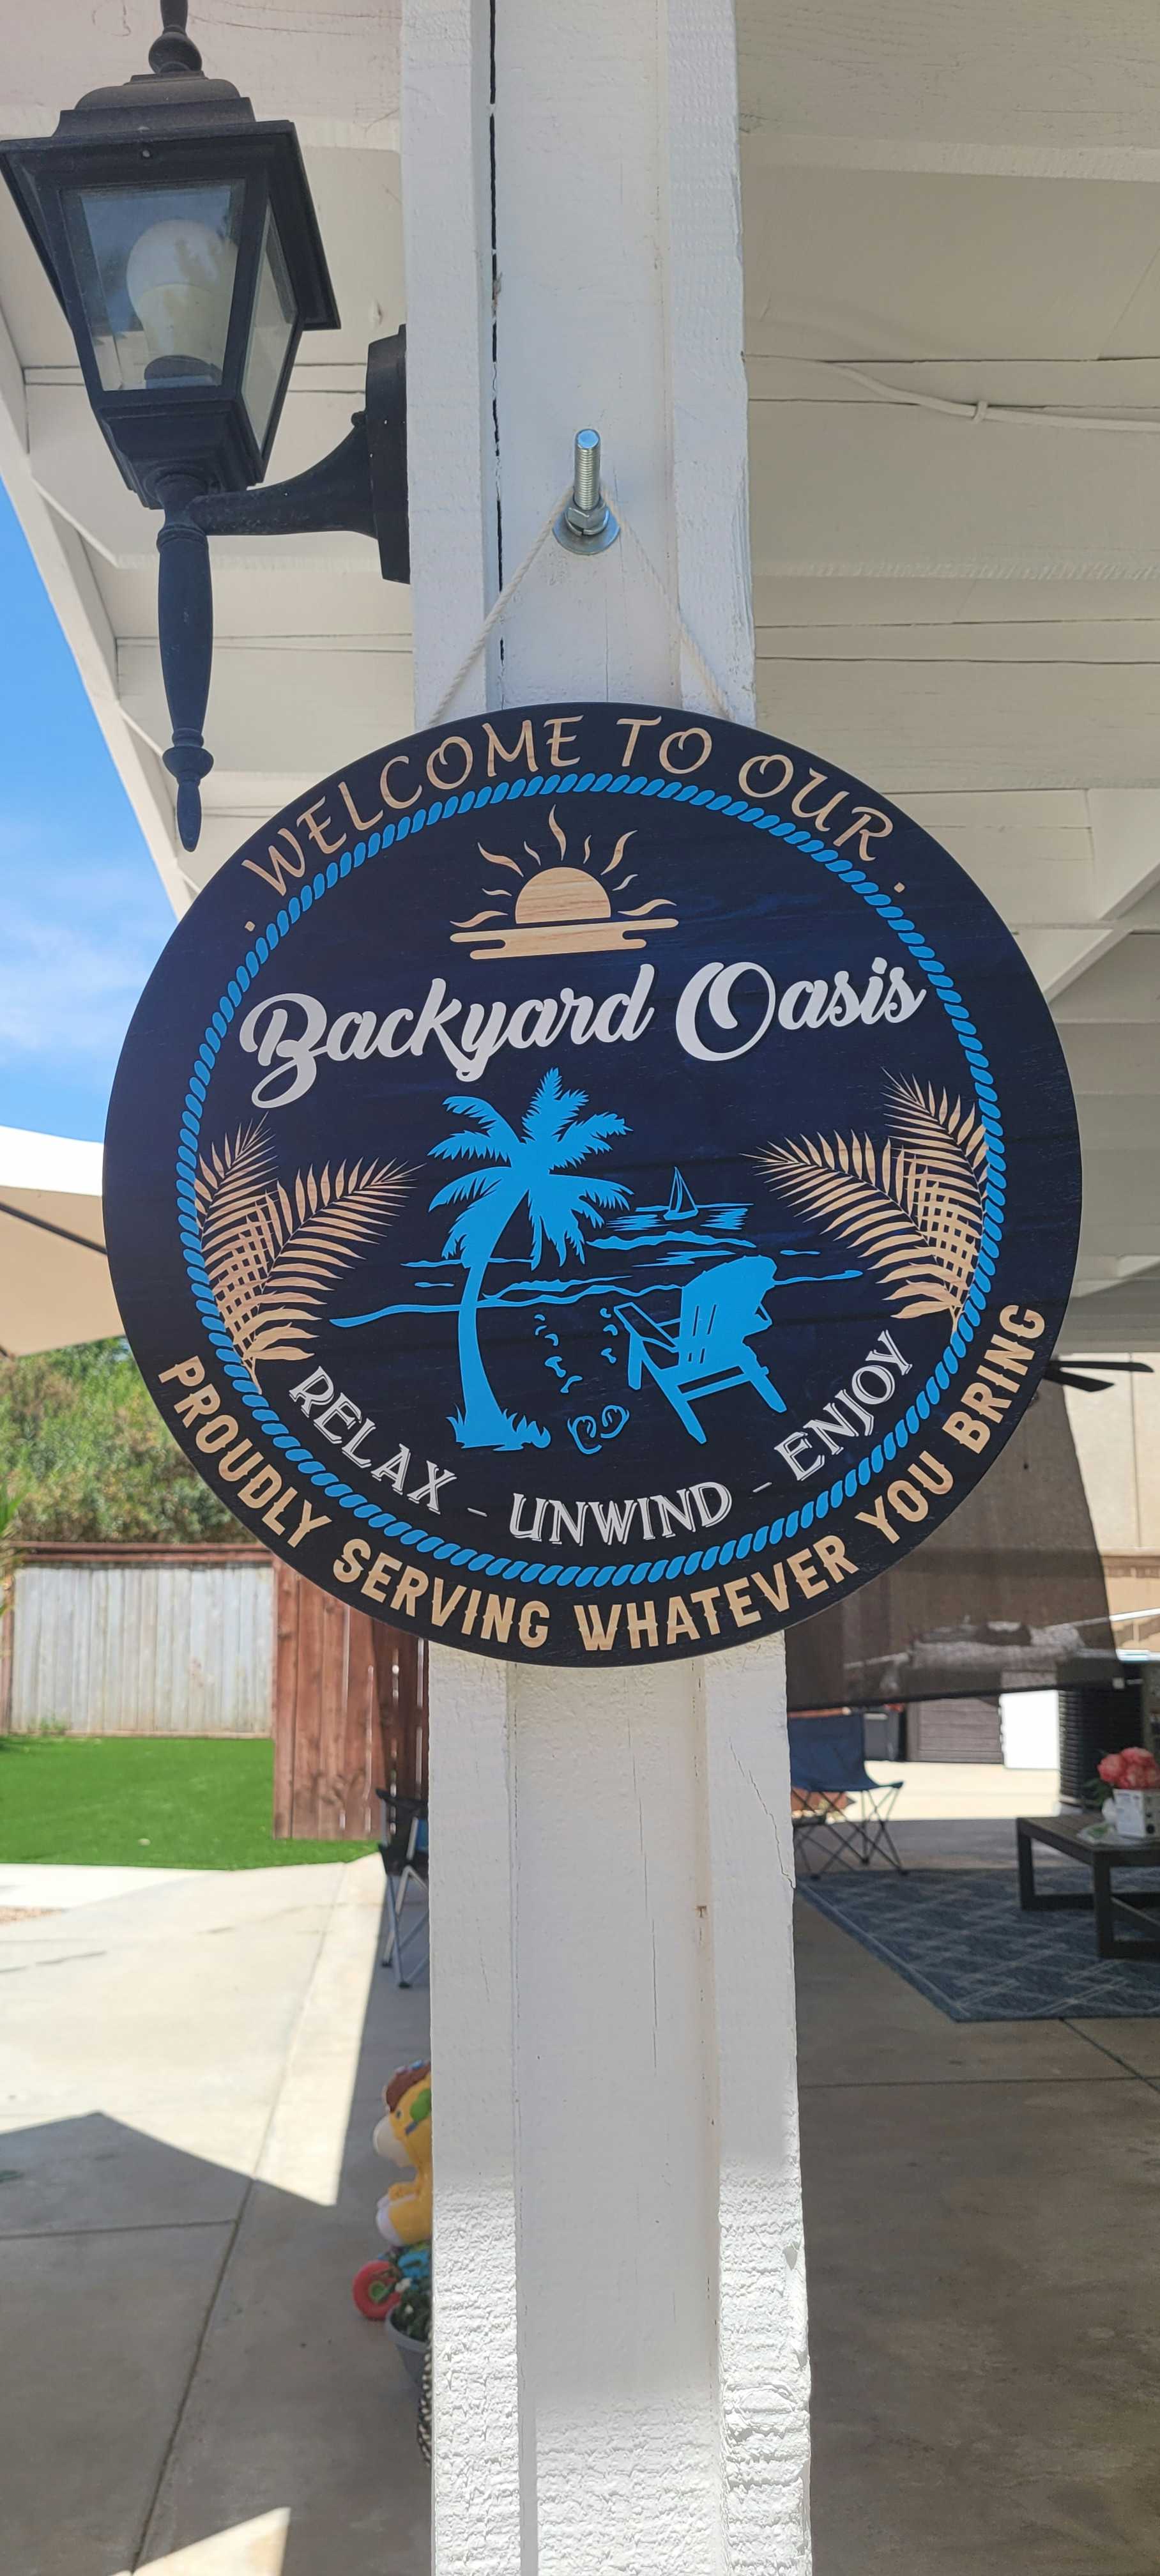 · WELCOME TO OUR ·
Backyard Oasis
RELAX - UNWIND - ENJOY
PROUDLY SERVING WHATEVER YOU BRING